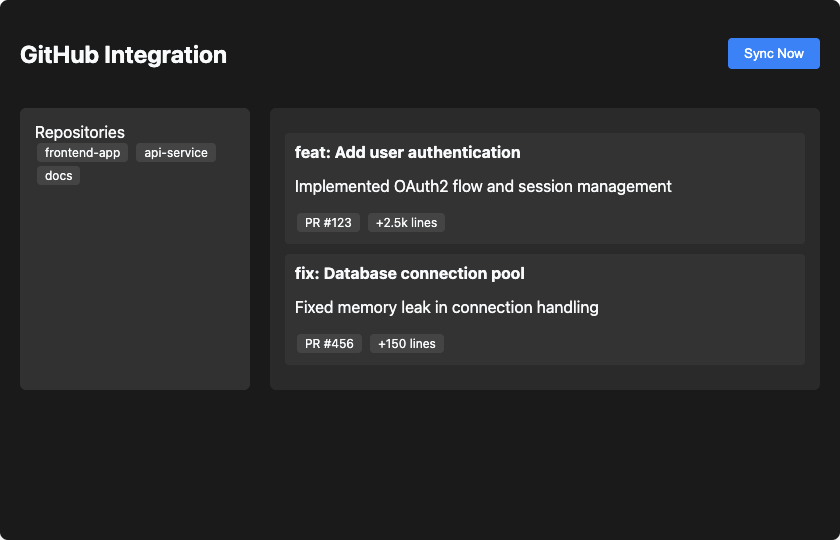 GitHub Integration
Sync Now
Repositories
frontend-app api-service
docs
feat: Add user authentication
Implemented OAuth2 flow and session management
PR #123 +2.5k lines
fix: Database connection pool
Fixed memory leak in connection handling
PR #456 +150 lines